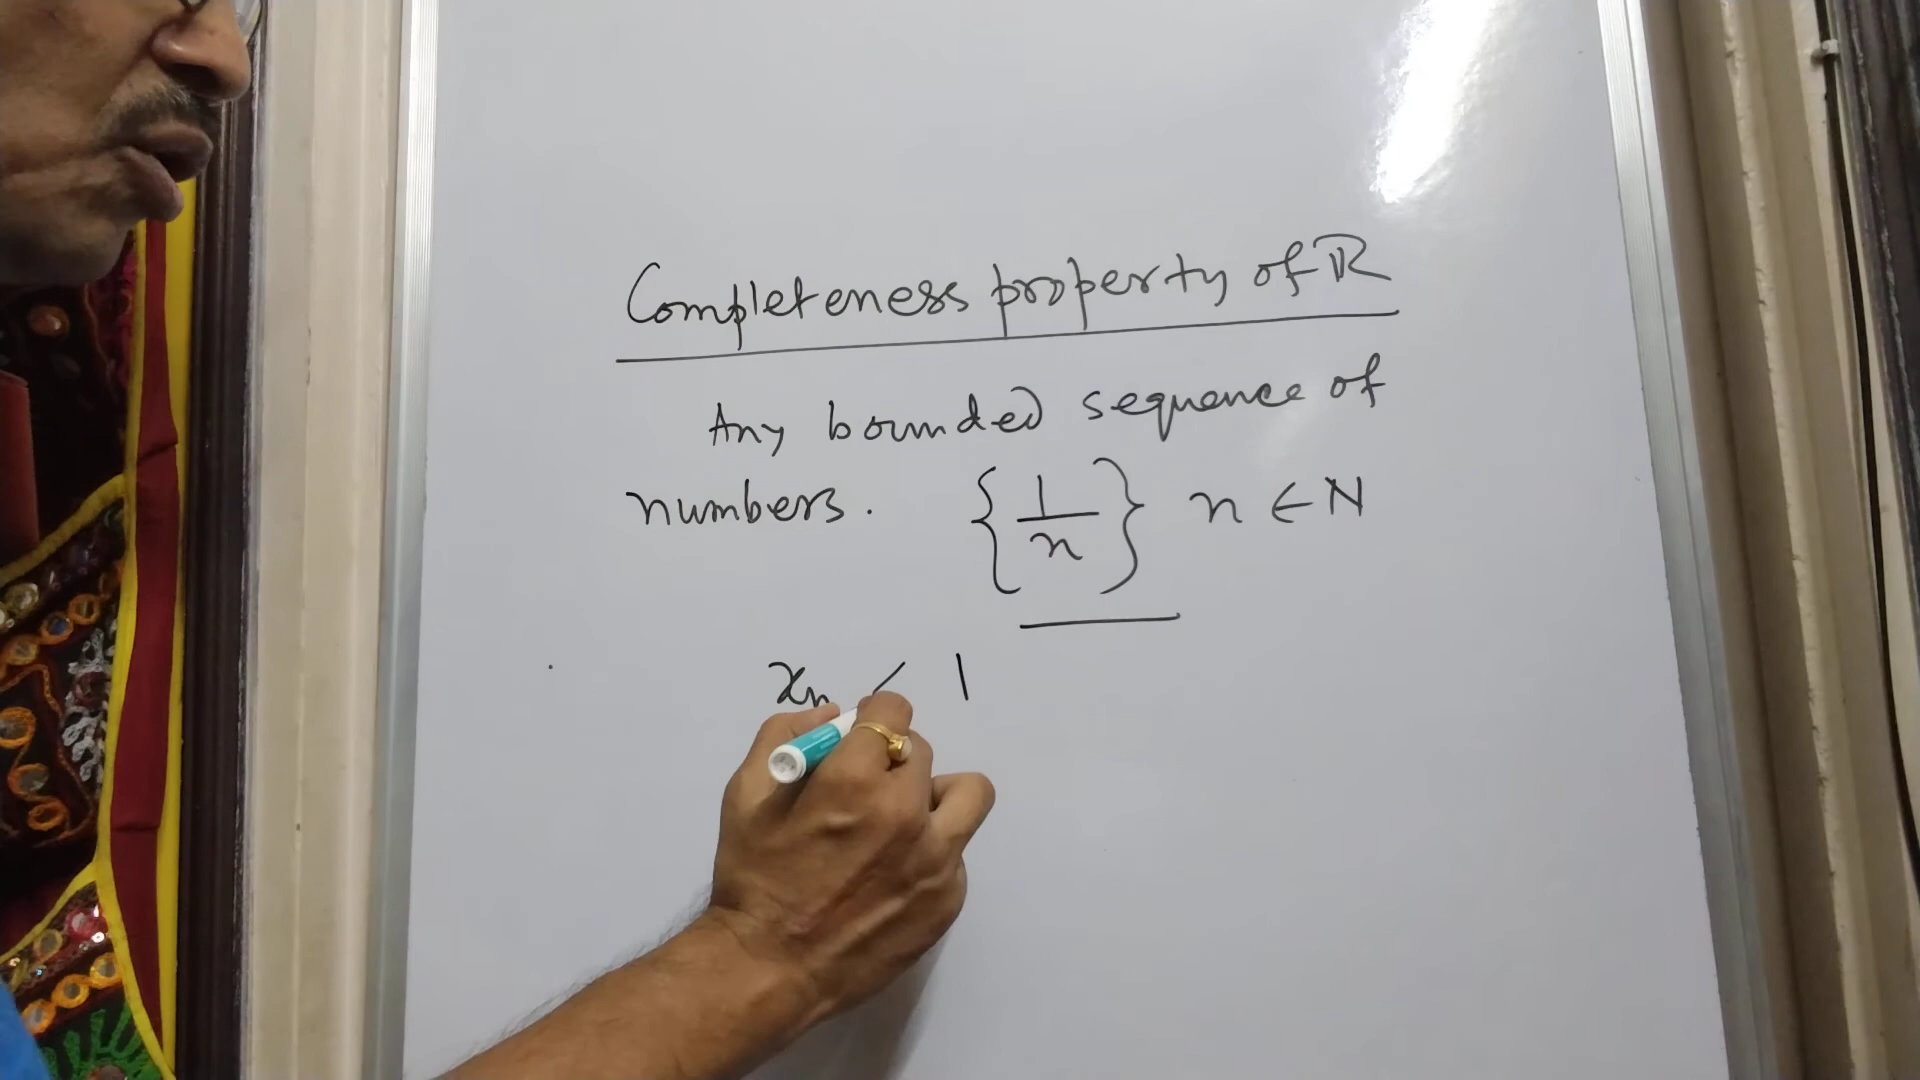 Completeness property of ℝ
Any bounded sequence of
numbers. {1/n} n ∈ N
xn < 1